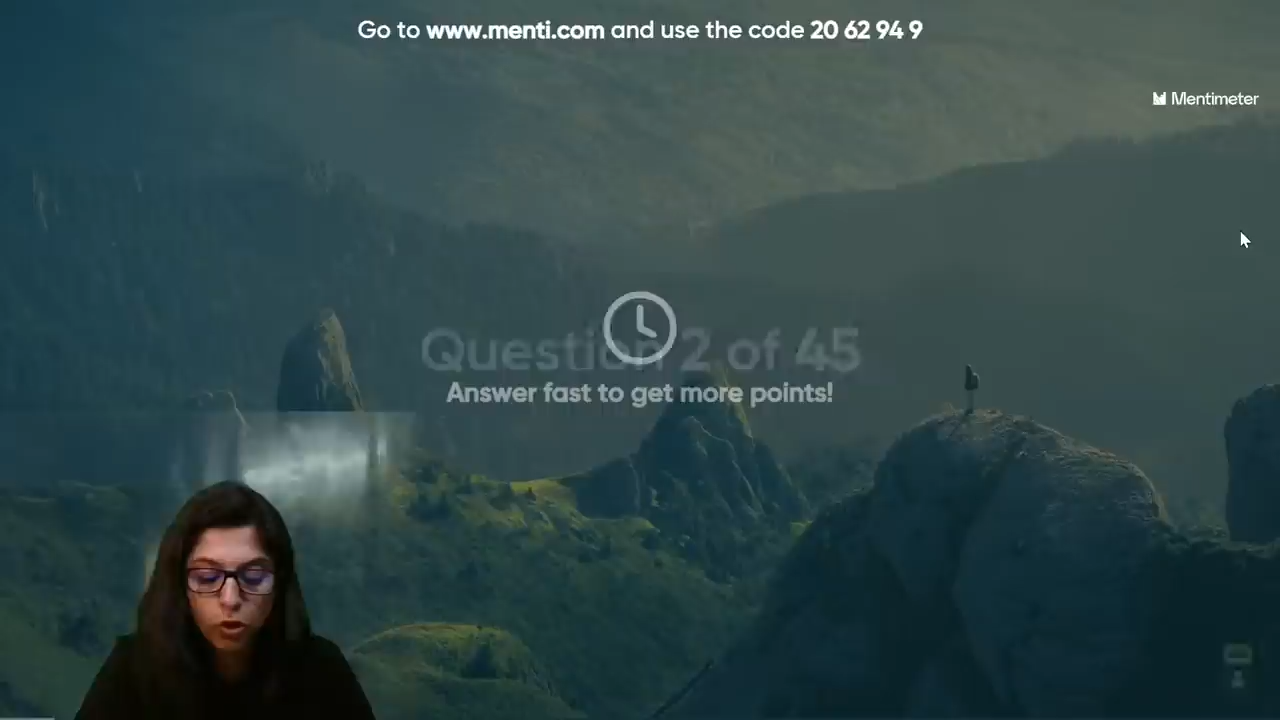 Go to www.menti.com and use the code 20 62 94 9
Mentimeter
Question 2 of 45
Answer fast to get more points!